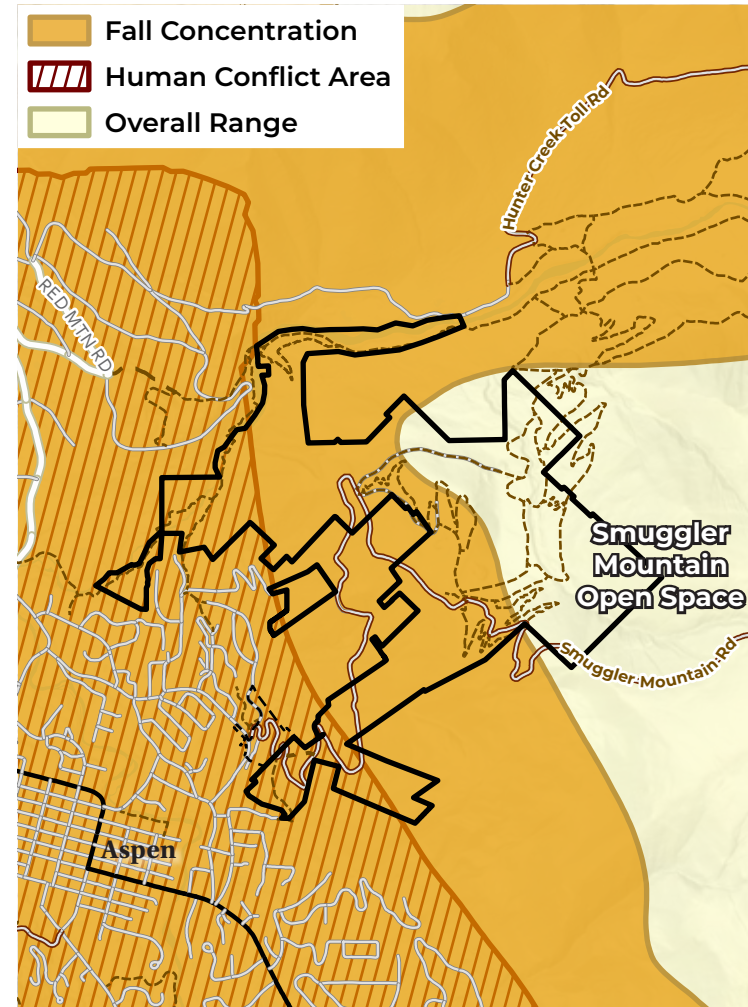 Fall Concentration
Human Conflict Area
Overall Range
Hunter-Creek-Toll-Rd
RED MTN RD
Smuggler
Mountain
Open Space
Smuggler-Mountain-Rd
Aspen